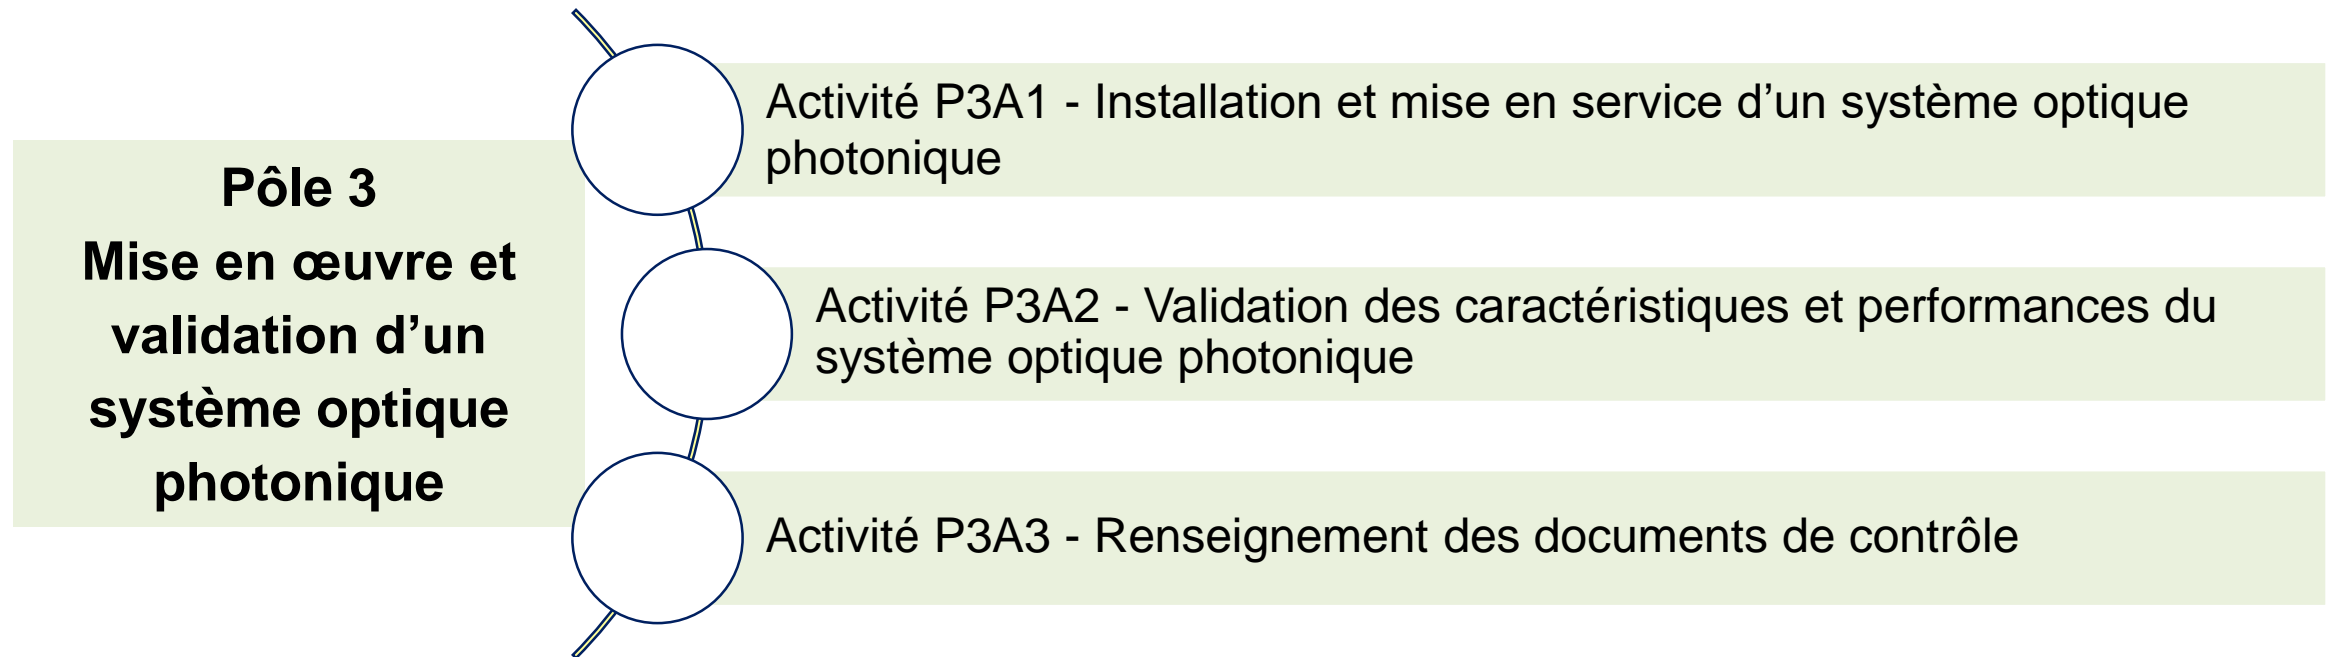 Pôle 3
Mise en œuvre et
validation d’un
système optique
photonique
Activité P3A1 - Installation et mise en service d’un système optique
photonique
Activité P3A2 - Validation des caractéristiques et performances du
système optique photonique
Activité P3A3 - Renseignement des documents de contrôle